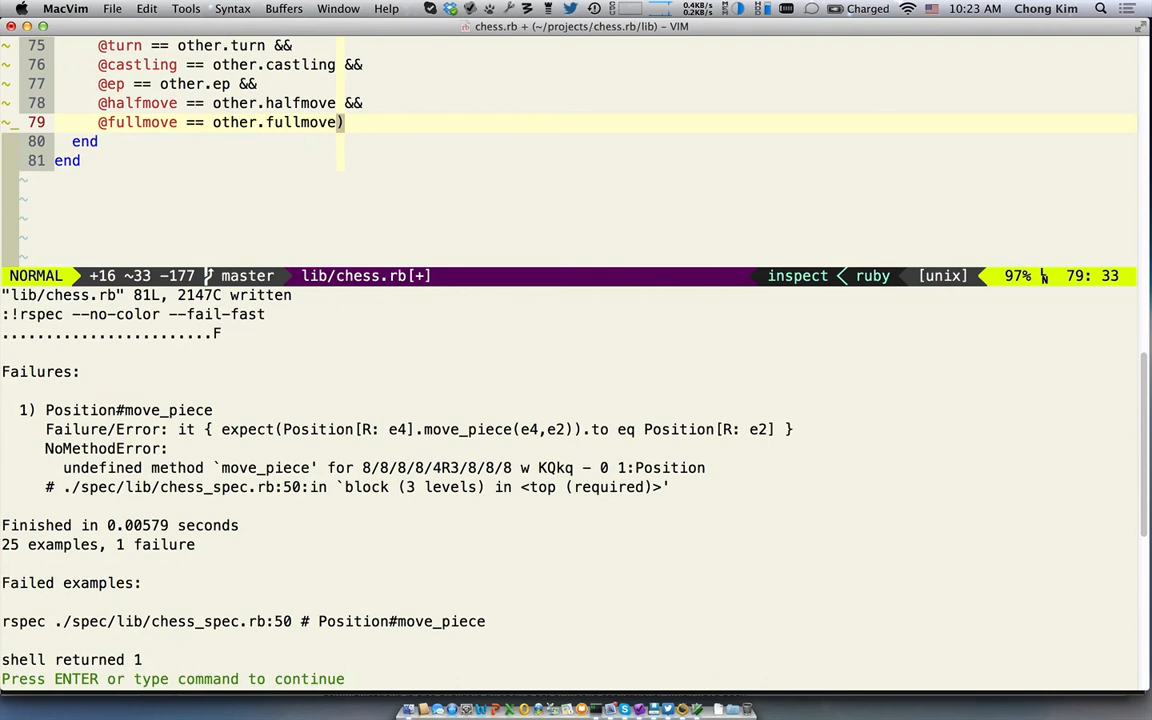 MacVim File Edit Tools Syntax Buffers Window Help 0.4KB/s 0.2KB/s Charged 10:23 AM Chong Kim
chess.rb + (~/projects/chess.rb/lib) - VIM
~ 75 @turn == other.turn &&
~ 76 @castling == other.castling &&
~ 77 @ep == other.ep &&
~ 78 @halfmove == other.halfmove &&
~_ 79 @fullmove == other.fullmove)
80 end
81 end
~
~
~
~
~
NORMAL +16 ~33 -177 master lib/chess.rb[+] inspect < ruby [unix] 97% LN 79: 33
"lib/chess.rb" 81L, 2147C written
:!rspec --no-color --fail-fast
........................F
Failures:
1) Position#move_piece
Failure/Error: it { expect(Position[R: e4].move_piece(e4,e2)).to eq Position[R: e2] }
NoMethodError:
undefined method `move_piece' for 8/8/8/8/4R3/8/8/8 w KQkq - 0 1:Position
# ./spec/lib/chess_spec.rb:50:in `block (3 levels) in <top (required)>'
Finished in 0.00579 seconds
25 examples, 1 failure
Failed examples:
rspec ./spec/lib/chess_spec.rb:50 # Position#move_piece
shell returned 1
Press ENTER or type command to continue